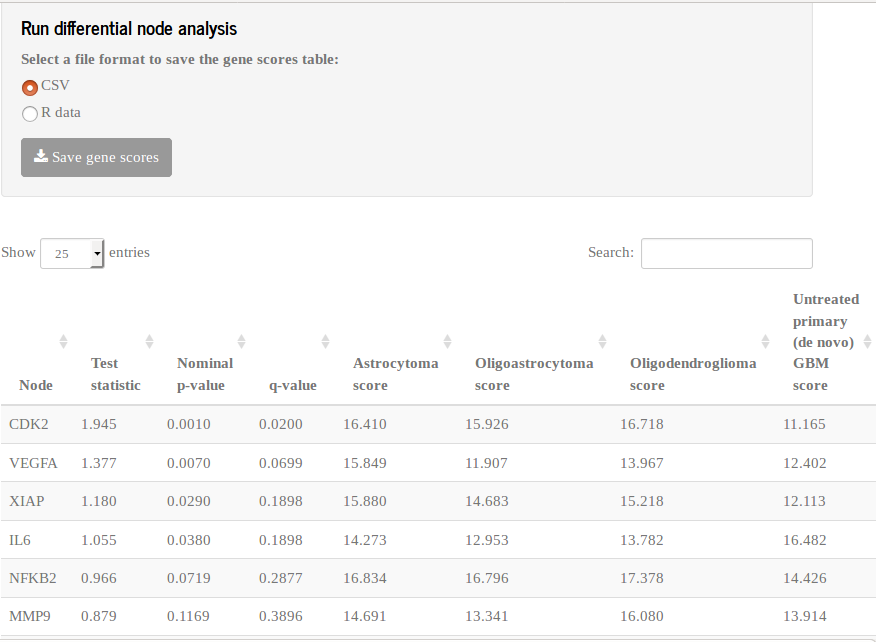 Run differential node analysis
Select a file format to save the gene scores table:
CSV
R data
Save gene scores
Show 25 entries Search:
Untreated
primary
(de novo)
Test Nominal Astrocytoma Oligoastrocytoma Oligodendroglioma GBM
Node statistic p-value q-value score score score score
CDK2 1.945 0.0010 0.0200 16.410 15.926 16.718 11.165
VEGFA 1.377 0.0070 0.0699 15.849 11.907 13.967 12.402
XIAP 1.180 0.0290 0.1898 15.880 14.683 15.218 12.113
IL6 1.055 0.0380 0.1898 14.273 12.953 13.782 16.482
NFKB2 0.966 0.0719 0.2877 16.834 16.796 17.378 14.426
MMP9 0.879 0.1169 0.3896 14.691 13.341 16.080 13.914